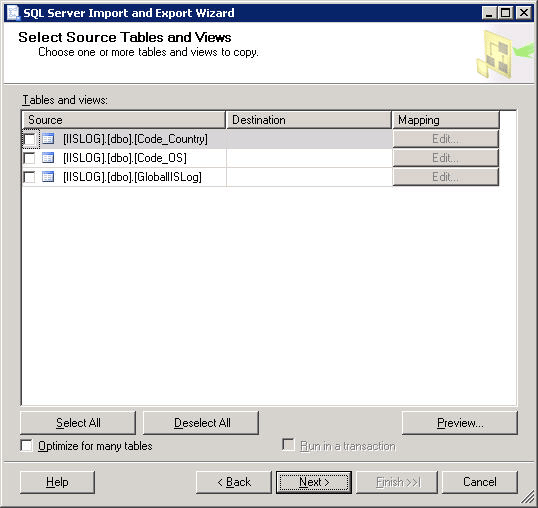 SQL Server Import and Export Wizard
Select Source Tables and Views
Choose one or more tables and views to copy.
Tables and views:
Source Destination Mapping
[IISLOG].[dbo].[Code_Country] Edit...
[IISLOG].[dbo].[Code_OS] Edit...
[IISLOG].[dbo].[GlobalIISLog] Edit...
Select All Deselect All Preview...
Optimize for many tables Run in a transaction
Help < Back Next > Finish >>| Cancel